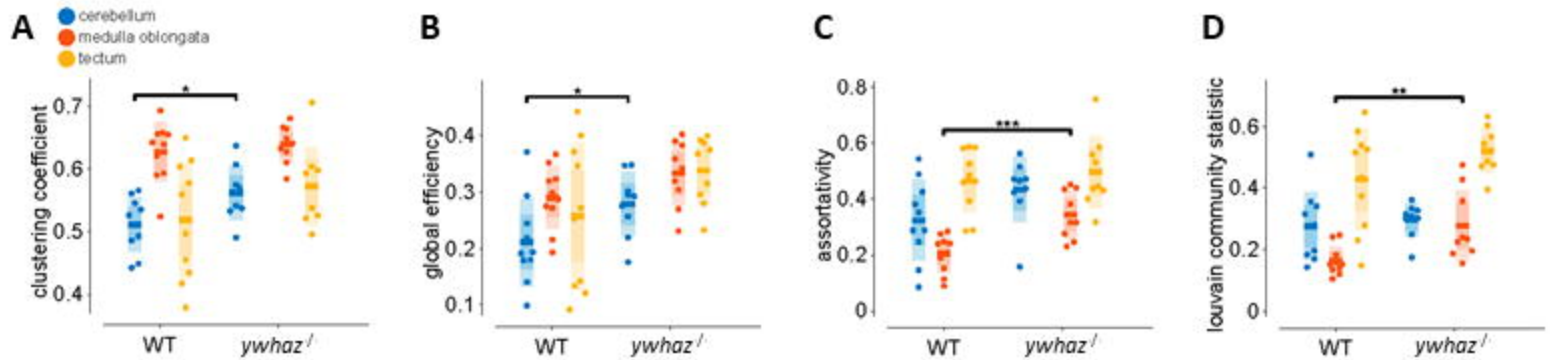 A
cerebellum
medulla oblongata
tectum
clustering coefficient
0.7
0.6
0.5
0.4
*
WT ywhaz-/
B
global efficiency
0.4
0.3
0.2
0.1
*
WT ywhaz-/
C
assortativity
0.8
0.6
0.4
0.2
0
***
WT ywhaz-/
D
louvain community statistic
0.6
0.4
0.2
0
**
WT ywhaz-/